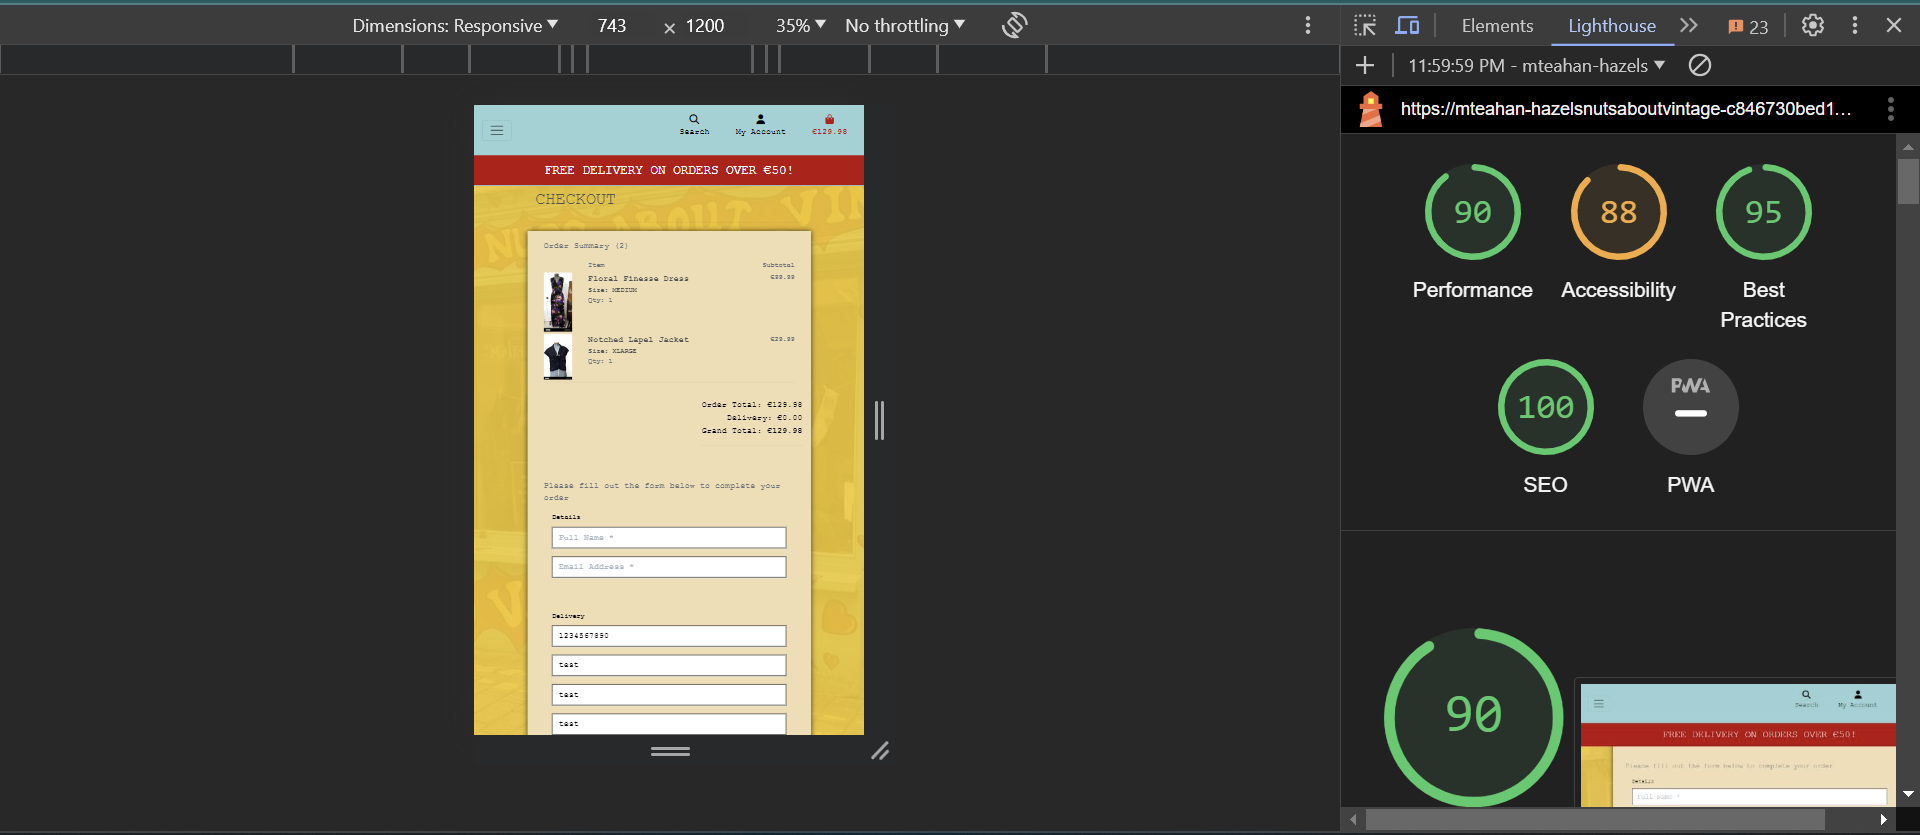 Dimensions: Responsive 743 × 1200 35% No throttling
Elements Lighthouse 23
11:59:59 PM - mteahan-hazels
https://mteahan-hazelsnutsaboutvintage-c846730bed1...
Search My Account €129.98
FREE DELIVERY ON ORDERS OVER €50!
CHECKOUT
NUTS ABOUT VIN
Order Summary (2)
Item Subtotal
Floral Finesse Dress €99.99
Size: MEDIUM
Qty: 1
Notched Lapel Jacket €29.99
Size: XLARGE
Qty: 1
Order Total: €129.98
Delivery: €0.00
Grand Total: €129.98
Please fill out the form below to complete your
order
Details
Full Name *
Email Address *
Delivery
1234567890
test
test
test
90 88 95
Performance Accessibility Best
Practices
100 PWA
SEO PWA
90
Search My Account
FREE DELIVERY ON ORDERS OVER €50!
Please fill out the form below to complete your order
Details
Full Name *